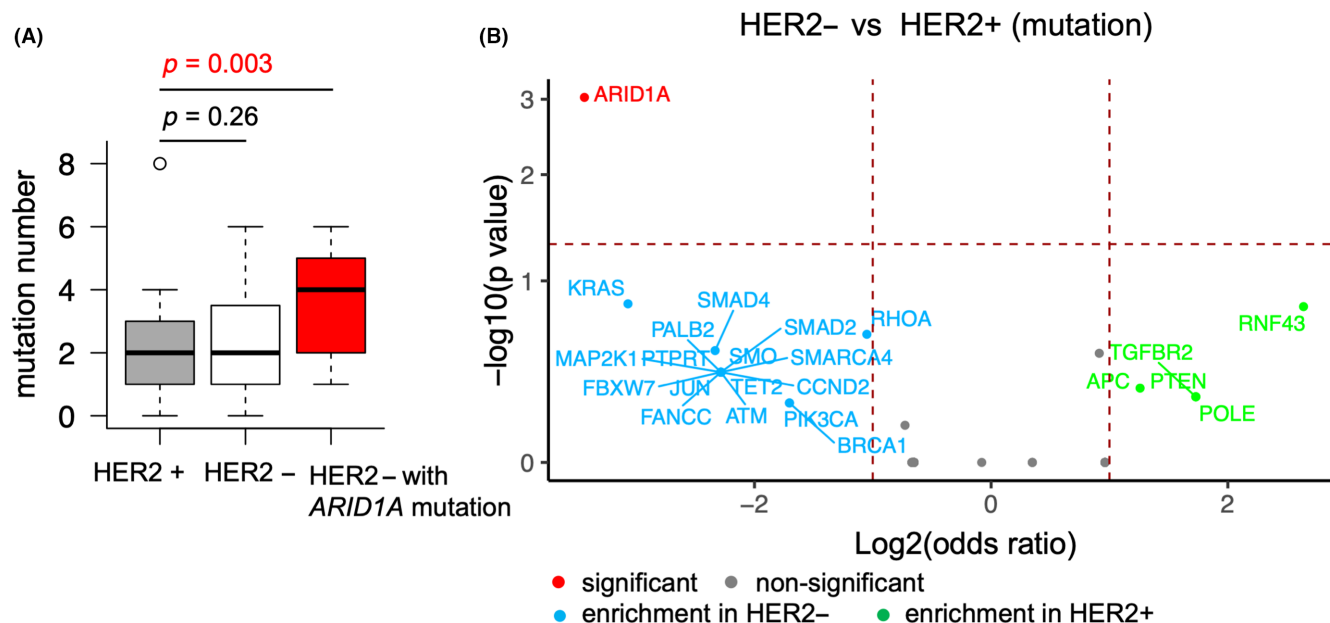 (A)
p = 0.003
p = 0.26
mutation number
8
6
4
2
0
HER2 +
HER2 –
HER2 – with
ARID1A mutation
(B)
HER2– vs HER2+ (mutation)
–log10(p value)
3
2
1
0
ARID1A
KRAS
SMAD4
PALB2
SMAD2
RHOA
MAP2K1
PTPRT
SMO
SMARCA4
FBXW7
JUN
TET2
CCND2
FANCC
ATM
PIK3CA
BRCA1
RNF43
TGFBR2
APC
PTEN
POLE
−2
0
2
Log2(odds ratio)
significant
non-significant
enrichment in HER2–
enrichment in HER2+